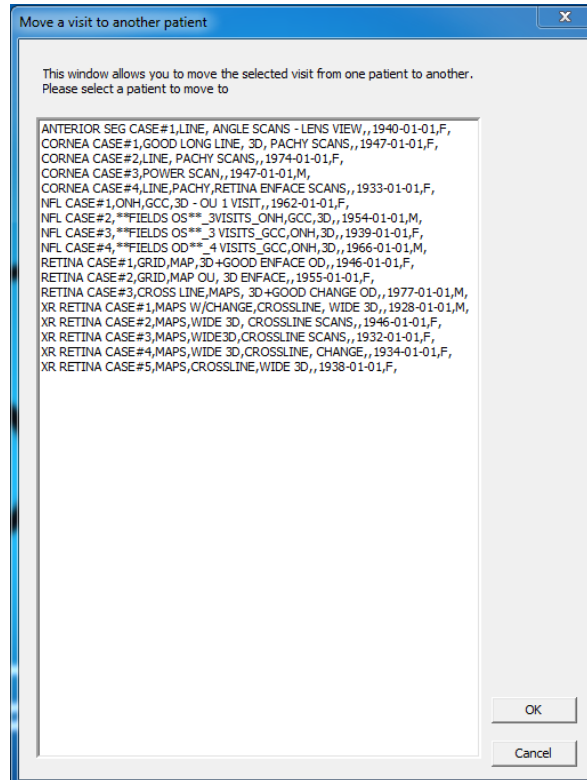 Move a visit to another patient
X
This window allows you to move the selected visit from one patient to another.
Please select a patient to move to
ANTERIOR SEG CASE#1,LINE, ANGLE SCANS - LENS VIEW,,1940-01-01,F,
CORNEA CASE#1,GOOD LONG LINE, 3D, PACHY SCANS,,1947-01-01,F,
CORNEA CASE#2,LINE, PACHY SCANS,,1974-01-01,F,
CORNEA CASE#3,POWER SCAN,,1947-01-01,M,
CORNEA CASE#4,LINE,PACHY,RETINA ENFACE SCANS,,1933-01-01,F,
NFL CASE#1,ONH,GCC,3D - OU 1 VISIT,,1962-01-01,F,
NFL CASE#2,**FIELDS OS**_3VISITS_ONH,GCC,3D,,1954-01-01,M,
NFL CASE#3,**FIELDS OS**_3 VISITS_GCC,ONH,3D,,1939-01-01,F,
NFL CASE#4,**FIELDS OD**_4 VISITS_GCC,ONH,3D,,1966-01-01,M,
RETINA CASE#1,GRID,MAP,3D+GOOD ENFACE OD,,1946-01-01,F,
RETINA CASE#2,GRID,MAP OU, 3D ENFACE,,1955-01-01,F,
RETINA CASE#3,CROSS LINE,MAPS, 3D+GOOD CHANGE OD,,1977-01-01,M,
XR RETINA CASE#1,MAPS W/CHANGE,CROSSLINE, WIDE 3D,,1928-01-01,M,
XR RETINA CASE#2,MAPS,WIDE 3D, CROSSLINE SCANS,,1946-01-01,F,
XR RETINA CASE#3,MAPS,WIDE3D,CROSSLINE SCANS,,1932-01-01,F,
XR RETINA CASE#4,MAPS,WIDE 3D,CROSSLINE, CHANGE,,1934-01-01,F,
XR RETINA CASE#5,MAPS,CROSSLINE,WIDE 3D,,1938-01-01,F,
OK
Cancel